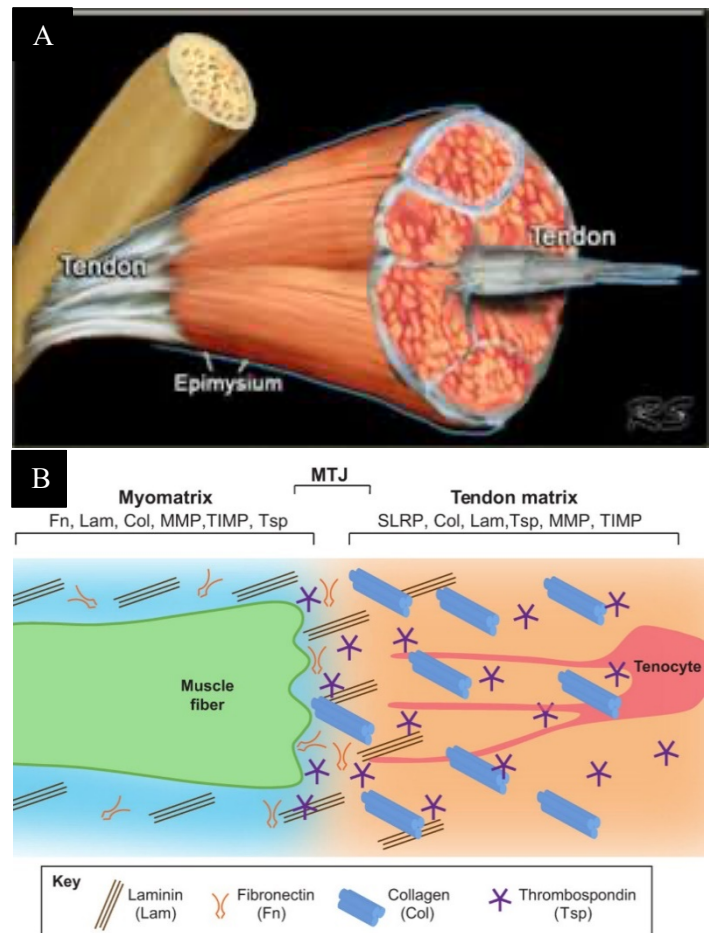 A
Tendon
Tendon
Epimysium
RS
B
MTJ
Myomatrix
Tendon matrix
Fn, Lam, Col, MMP,TIMP, Tsp
SLRP, Col, Lam,Tsp, MMP, TIMP
Muscle
fiber
Tenocyte
Key
Laminin
(Lam)
Fibronectin
(Fn)
Collagen
(Col)
Thrombospondin
(Tsp)